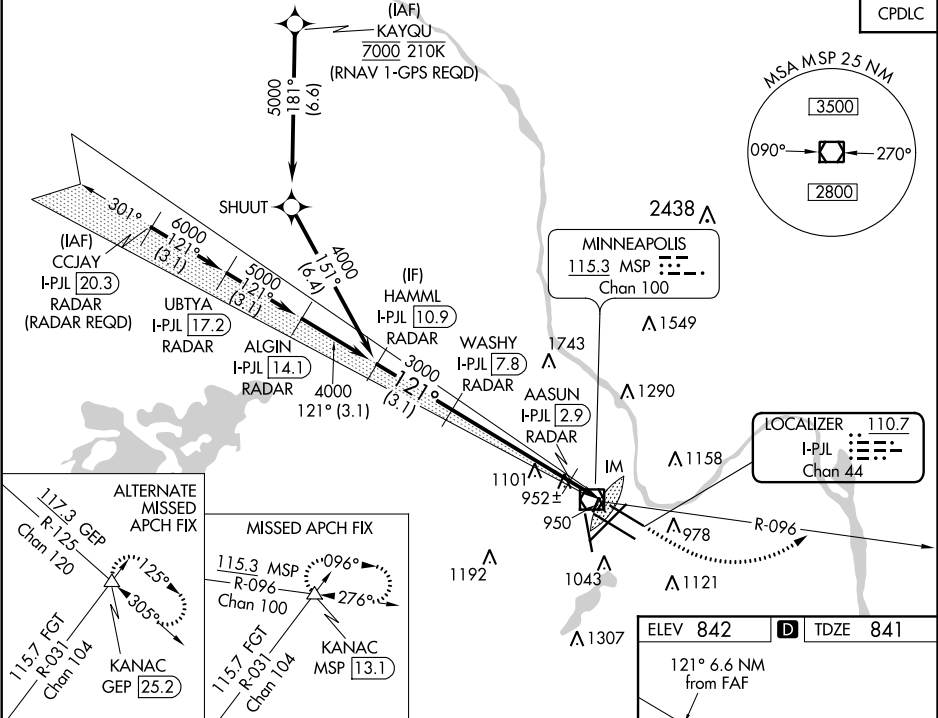 (IAF)
KAYQU
7000 210K
(RNAV 1-GPS REQD)
CPDLC
5000
181°
(6.6)
MSA MSP 25 NM
3500
090°
270°
2800
SHUUT
4000
151°
(6.4)
301°
6000
121°
(3.1)
(IAF)
CCJAY
I-PJL 20.3
RADAR
(RADAR REQD)
5000
121°
(3.1)
UBTYA
I-PJL 17.2
RADAR
ALGIN
I-PJL 14.1
RADAR
4000
121° (3.1)
(IF)
HAMML
I-PJL 10.9
RADAR
3000
121°
(3.1)
WASHY
I-PJL 7.8
RADAR
AASUN
I-PJL 2.9
RADAR
2438
MINNEAPOLIS
115.3 MSP
Chan 100
1549
1743
1290
LOCALIZER 110.7
I-PJL
Chan 44
1158
IM
1101
952±
950
978
R-096
1192
1043
1121
1307
ALTERNATE
MISSED
APCH FIX
117.3 GEP
R-125
Chan 120
125°
305°
115.7 FGT
R-031
Chan 104
KANAC
GEP 25.2
MISSED APCH FIX
115.3 MSP
R-096
Chan 100
096°
276°
115.7 FGT
R-031
Chan 104
KANAC
MSP 13.1
ELEV 842 D TDZE 841
121° 6.6 NM
from FAF